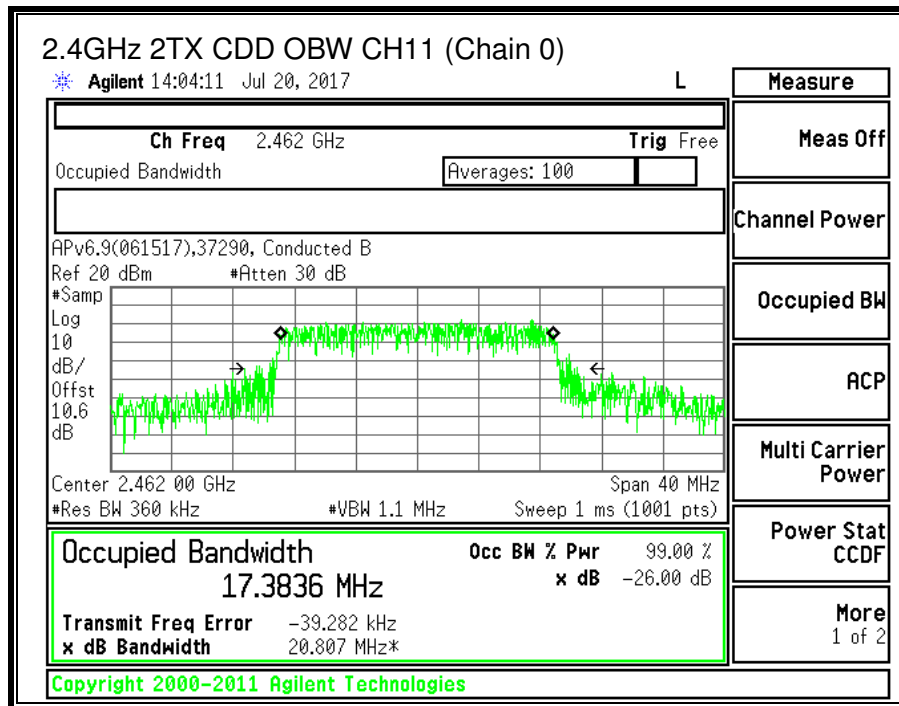 2.4GHz 2TX CDD OBW CH11 (Chain 0)
Agilent 14:04:11 Jul 20, 2017 L Measure
Ch Freq 2.462 GHz Trig Free
Meas Off
Occupied Bandwidth Averages: 100
Channel Power
APv6.9(061517),37290, Conducted B
Ref 20 dBm #Atten 30 dB
#Samp
Log
10
dB/
Offst
10.6
dB
Occupied BW
ACP
Multi Carrier
Power
Center 2.462 00 GHz Span 40 MHz
#Res BW 360 kHz #VBW 1.1 MHz Sweep 1 ms (1001 pts)
Power Stat
CCDF
Occupied Bandwidth Occ BW % Pwr 99.00 %
17.3836 MHz x dB -26.00 dB
Transmit Freq Error -39.282 kHz
x dB Bandwidth 20.807 MHz*
More
1 of 2
Copyright 2000-2011 Agilent Technologies